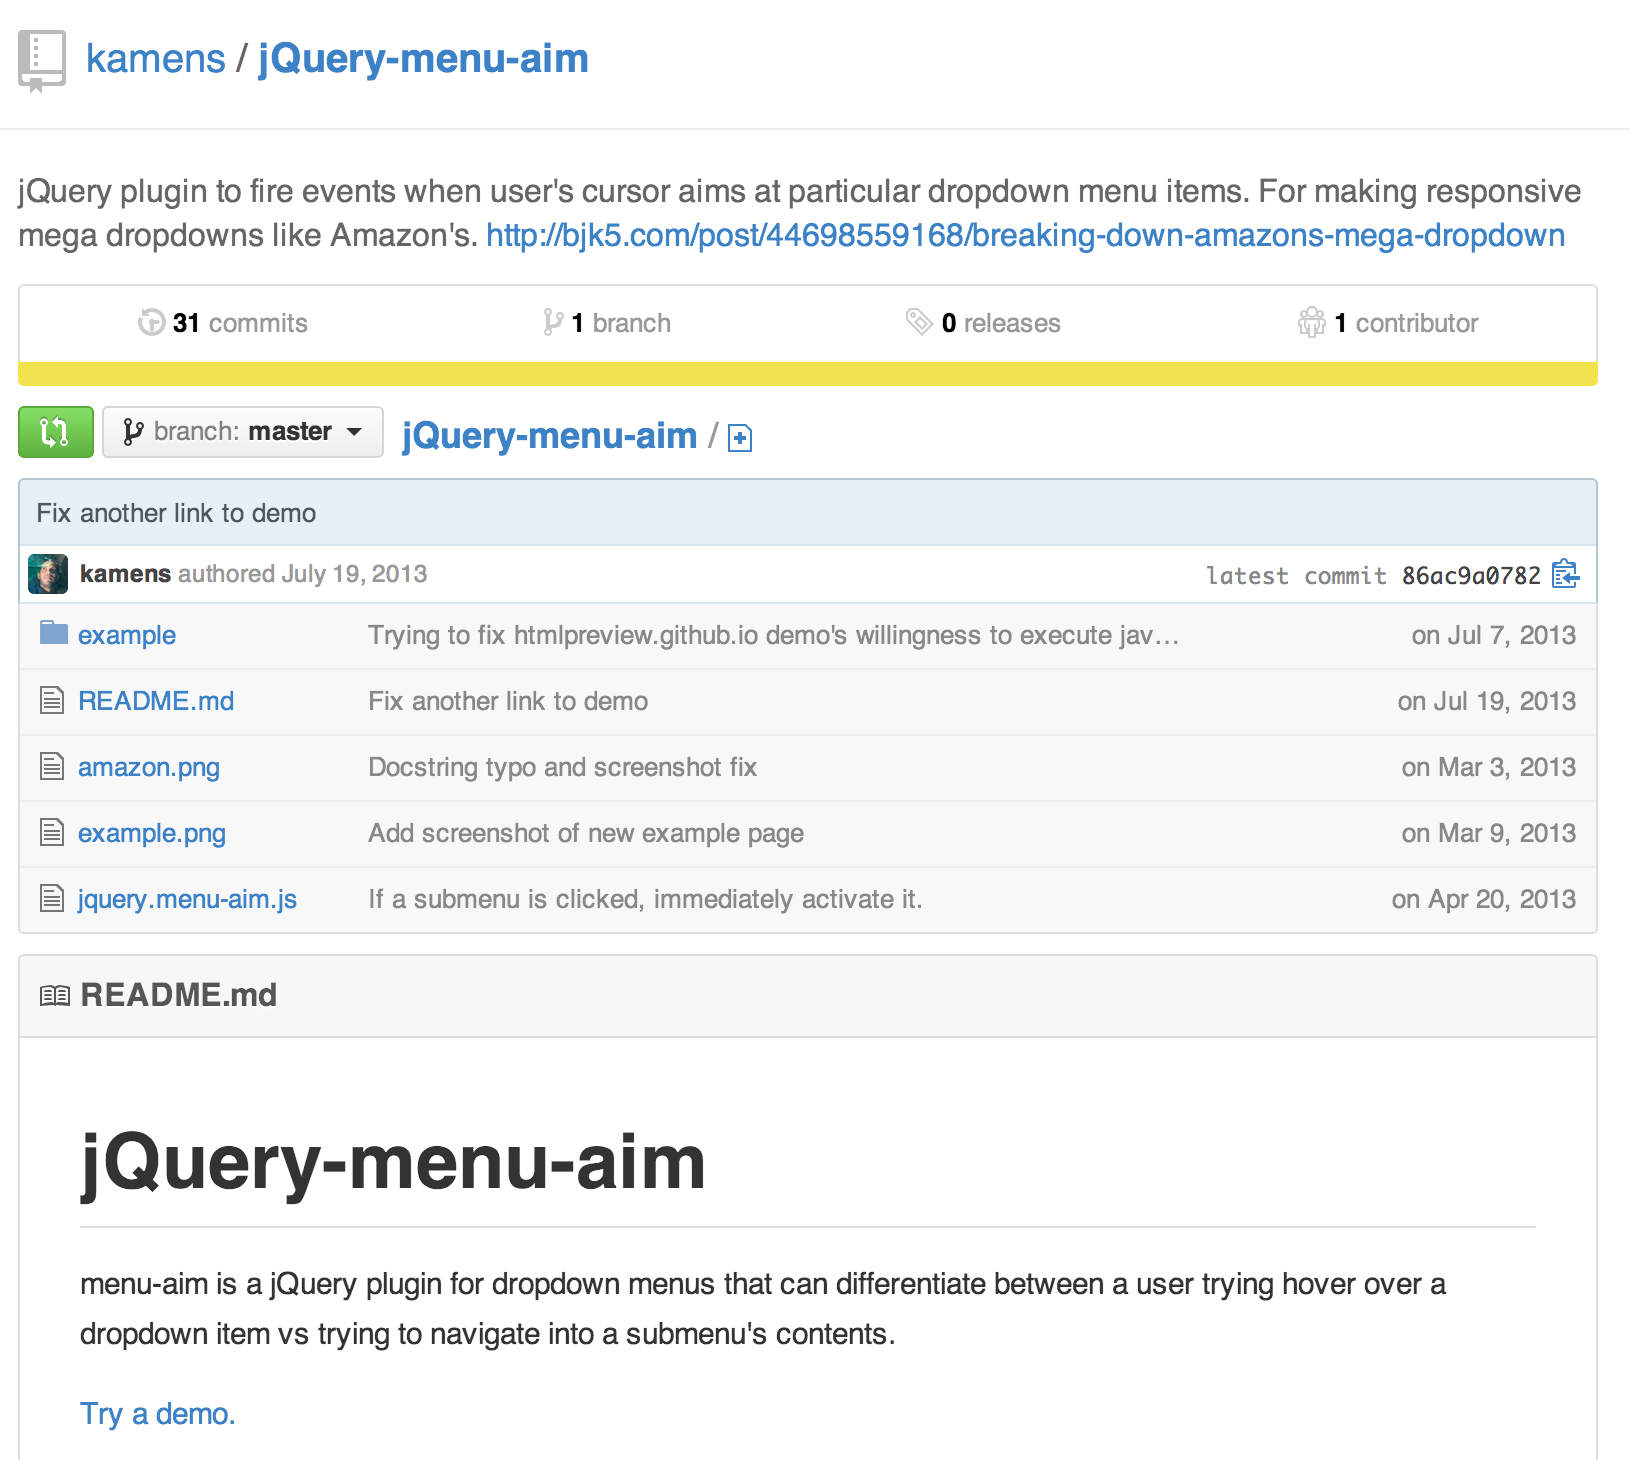 kamens / jQuery-menu-aim
jQuery plugin to fire events when user's cursor aims at particular dropdown menu items. For making responsive
mega dropdowns like Amazon's. http://bjk5.com/post/44698559168/breaking-down-amazons-mega-dropdown
31 commits 1 branch 0 releases 1 contributor
branch: master jQuery-menu-aim /
Fix another link to demo
kamens authored July 19, 2013 latest commit 86ac9a0782
example Trying to fix htmlpreview.github.io demo's willingness to execute jav… on Jul 7, 2013
README.md Fix another link to demo on Jul 19, 2013
amazon.png Docstring typo and screenshot fix on Mar 3, 2013
example.png Add screenshot of new example page on Mar 9, 2013
jquery.menu-aim.js If a submenu is clicked, immediately activate it. on Apr 20, 2013
README.md
jQuery-menu-aim
menu-aim is a jQuery plugin for dropdown menus that can differentiate between a user trying hover over a
dropdown item vs trying to navigate into a submenu's contents.
Try a demo.